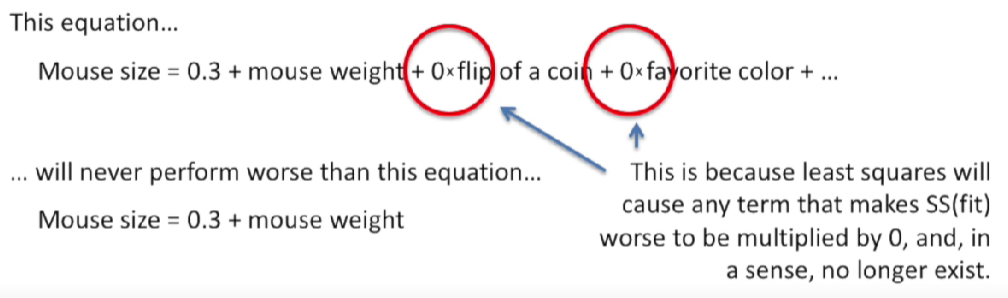 This equation...
Mouse size = 0.3 + mouse weight + 0×flip of a coin + 0×favorite color + ...
... will never perform worse than this equation...
Mouse size = 0.3 + mouse weight
This is because least squares will
cause any term that makes SS(fit)
worse to be multiplied by 0, and, in
a sense, no longer exist.